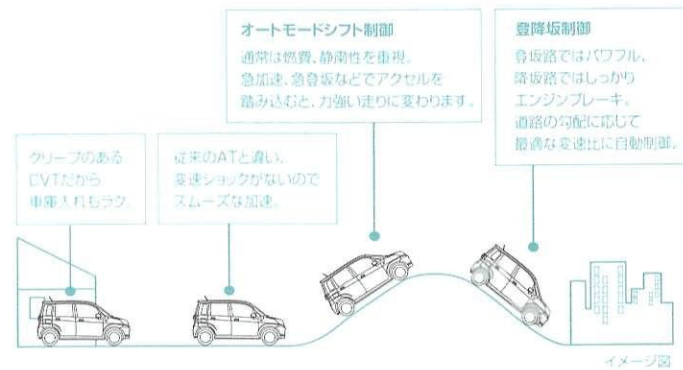 クリープのある
CVTだから
車庫入れもラク。
従来のATと違い、
変速ショックがないので
スムーズな加速。
オートモードシフト制御
通常は燃費、静粛性を重視。
急加速、急登坂などでアクセルを
踏み込むと、力強い走りに変わります。
登降坂制御
登坂路ではパワフル、
降坂路ではしっかり
エンジンブレーキ。
道路の勾配に応じて
最適な変速比に自動制御。
イメージ図